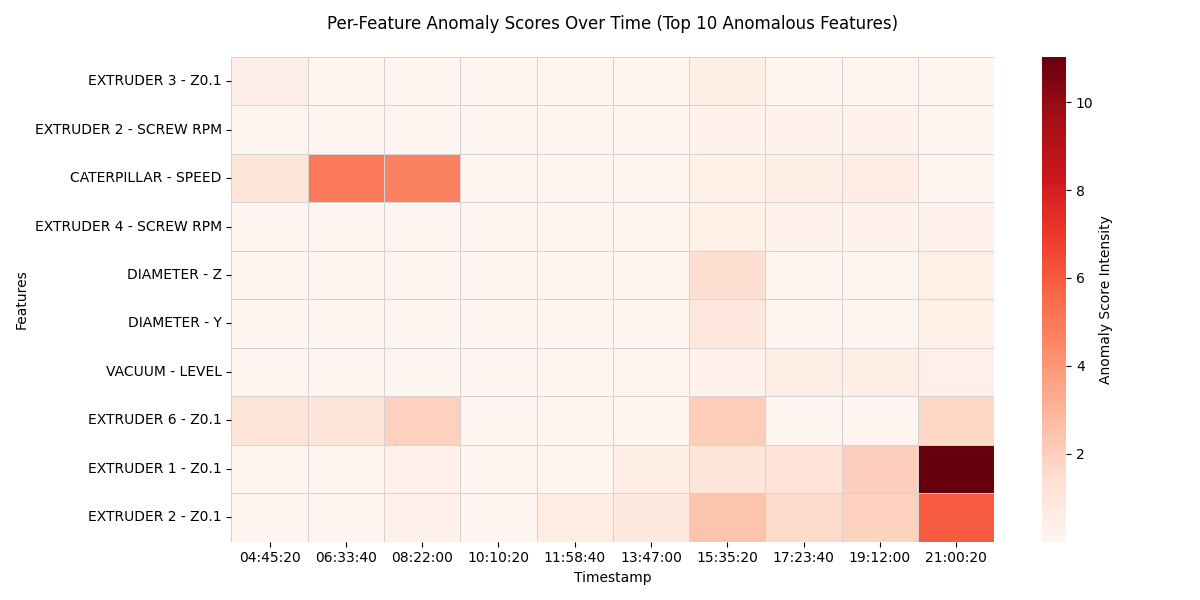 Per-Feature Anomaly Scores Over Time (Top 10 Anomalous Features)
Features
EXTRUDER 3 - Z0.1
EXTRUDER 2 - SCREW RPM
CATERPILLAR - SPEED
EXTRUDER 4 - SCREW RPM
DIAMETER - Z
DIAMETER - Y
VACUUM - LEVEL
EXTRUDER 6 - Z0.1
EXTRUDER 1 - Z0.1
EXTRUDER 2 - Z0.1
04:45:20 06:33:40 08:22:00 10:10:20 11:58:40 13:47:00 15:35:20 17:23:40 19:12:00 21:00:20
Timestamp
10
8
6
4
2
Anomaly Score Intensity